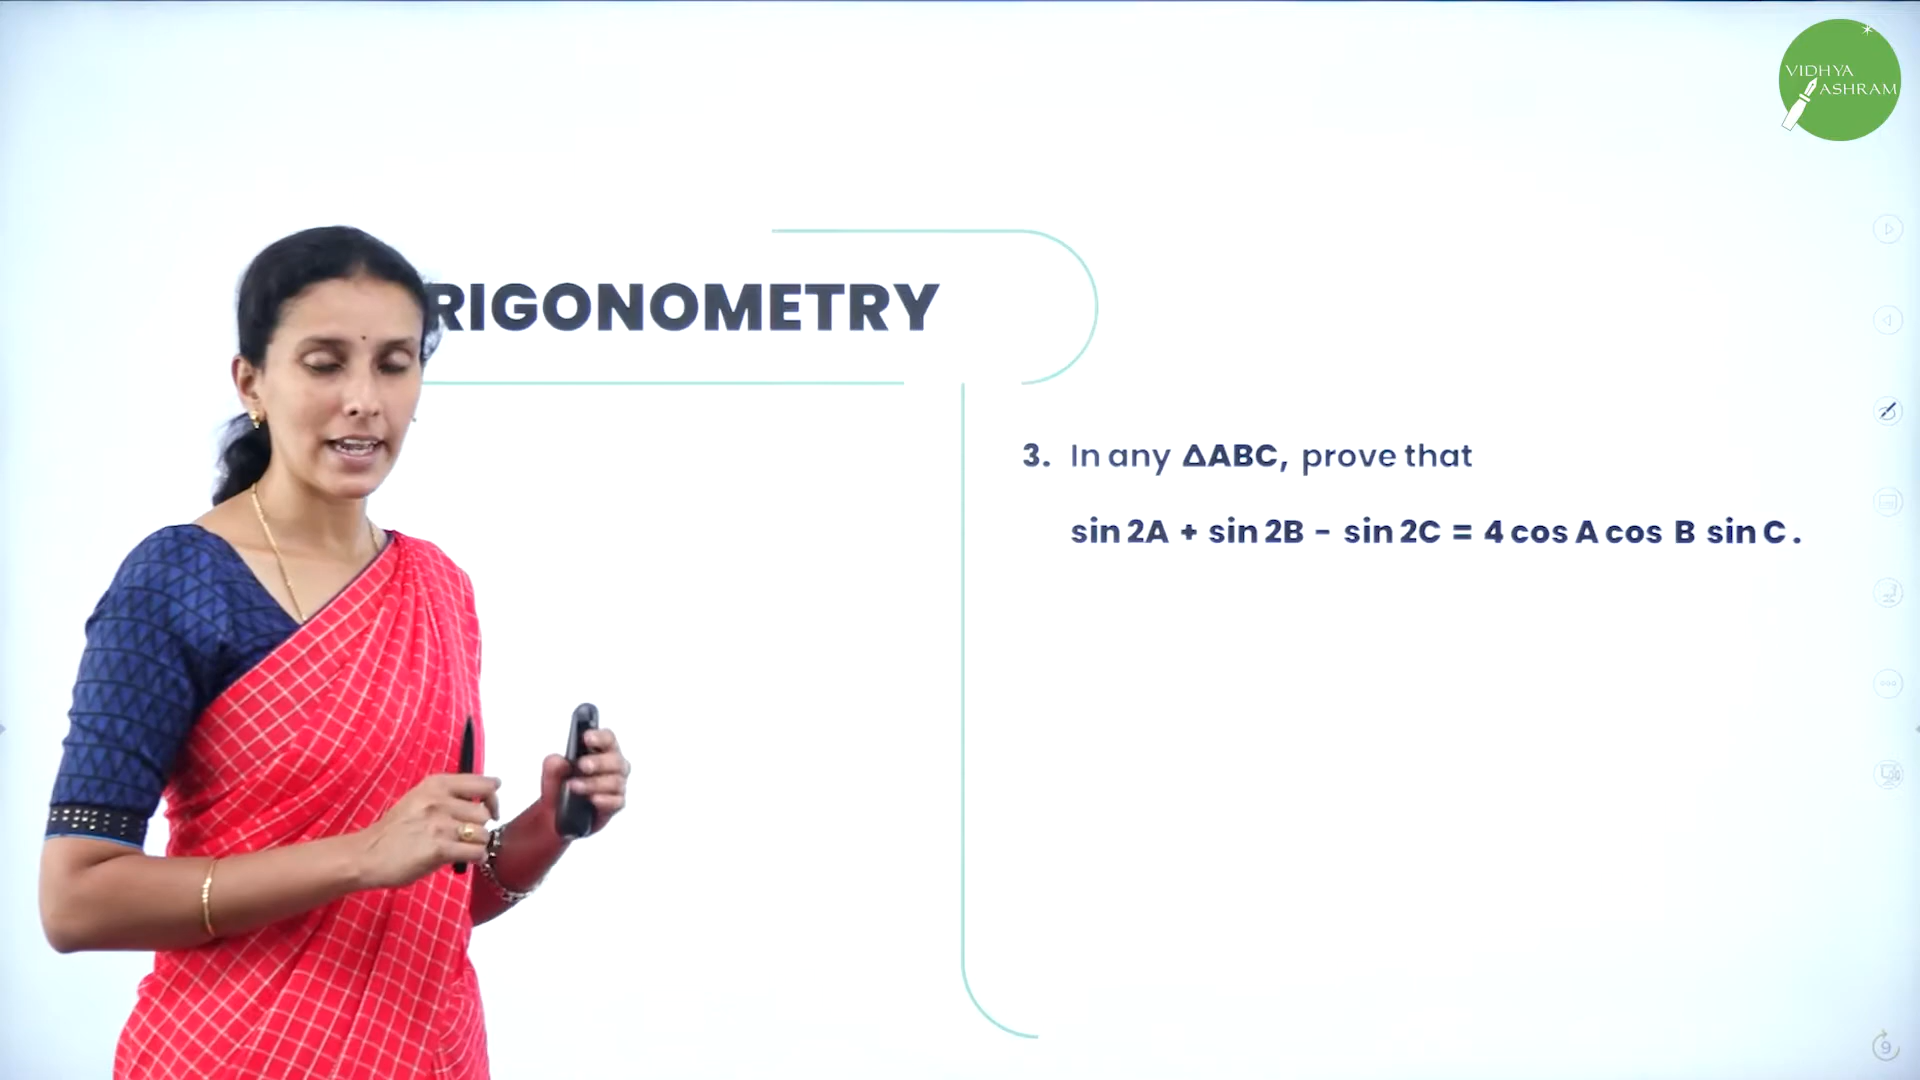 VIDHYA
ASHRAM
RIGONOMETRY
3. In any ΔABC, prove that
sin 2A + sin 2B - sin 2C = 4 cos A cos B sin C .
9